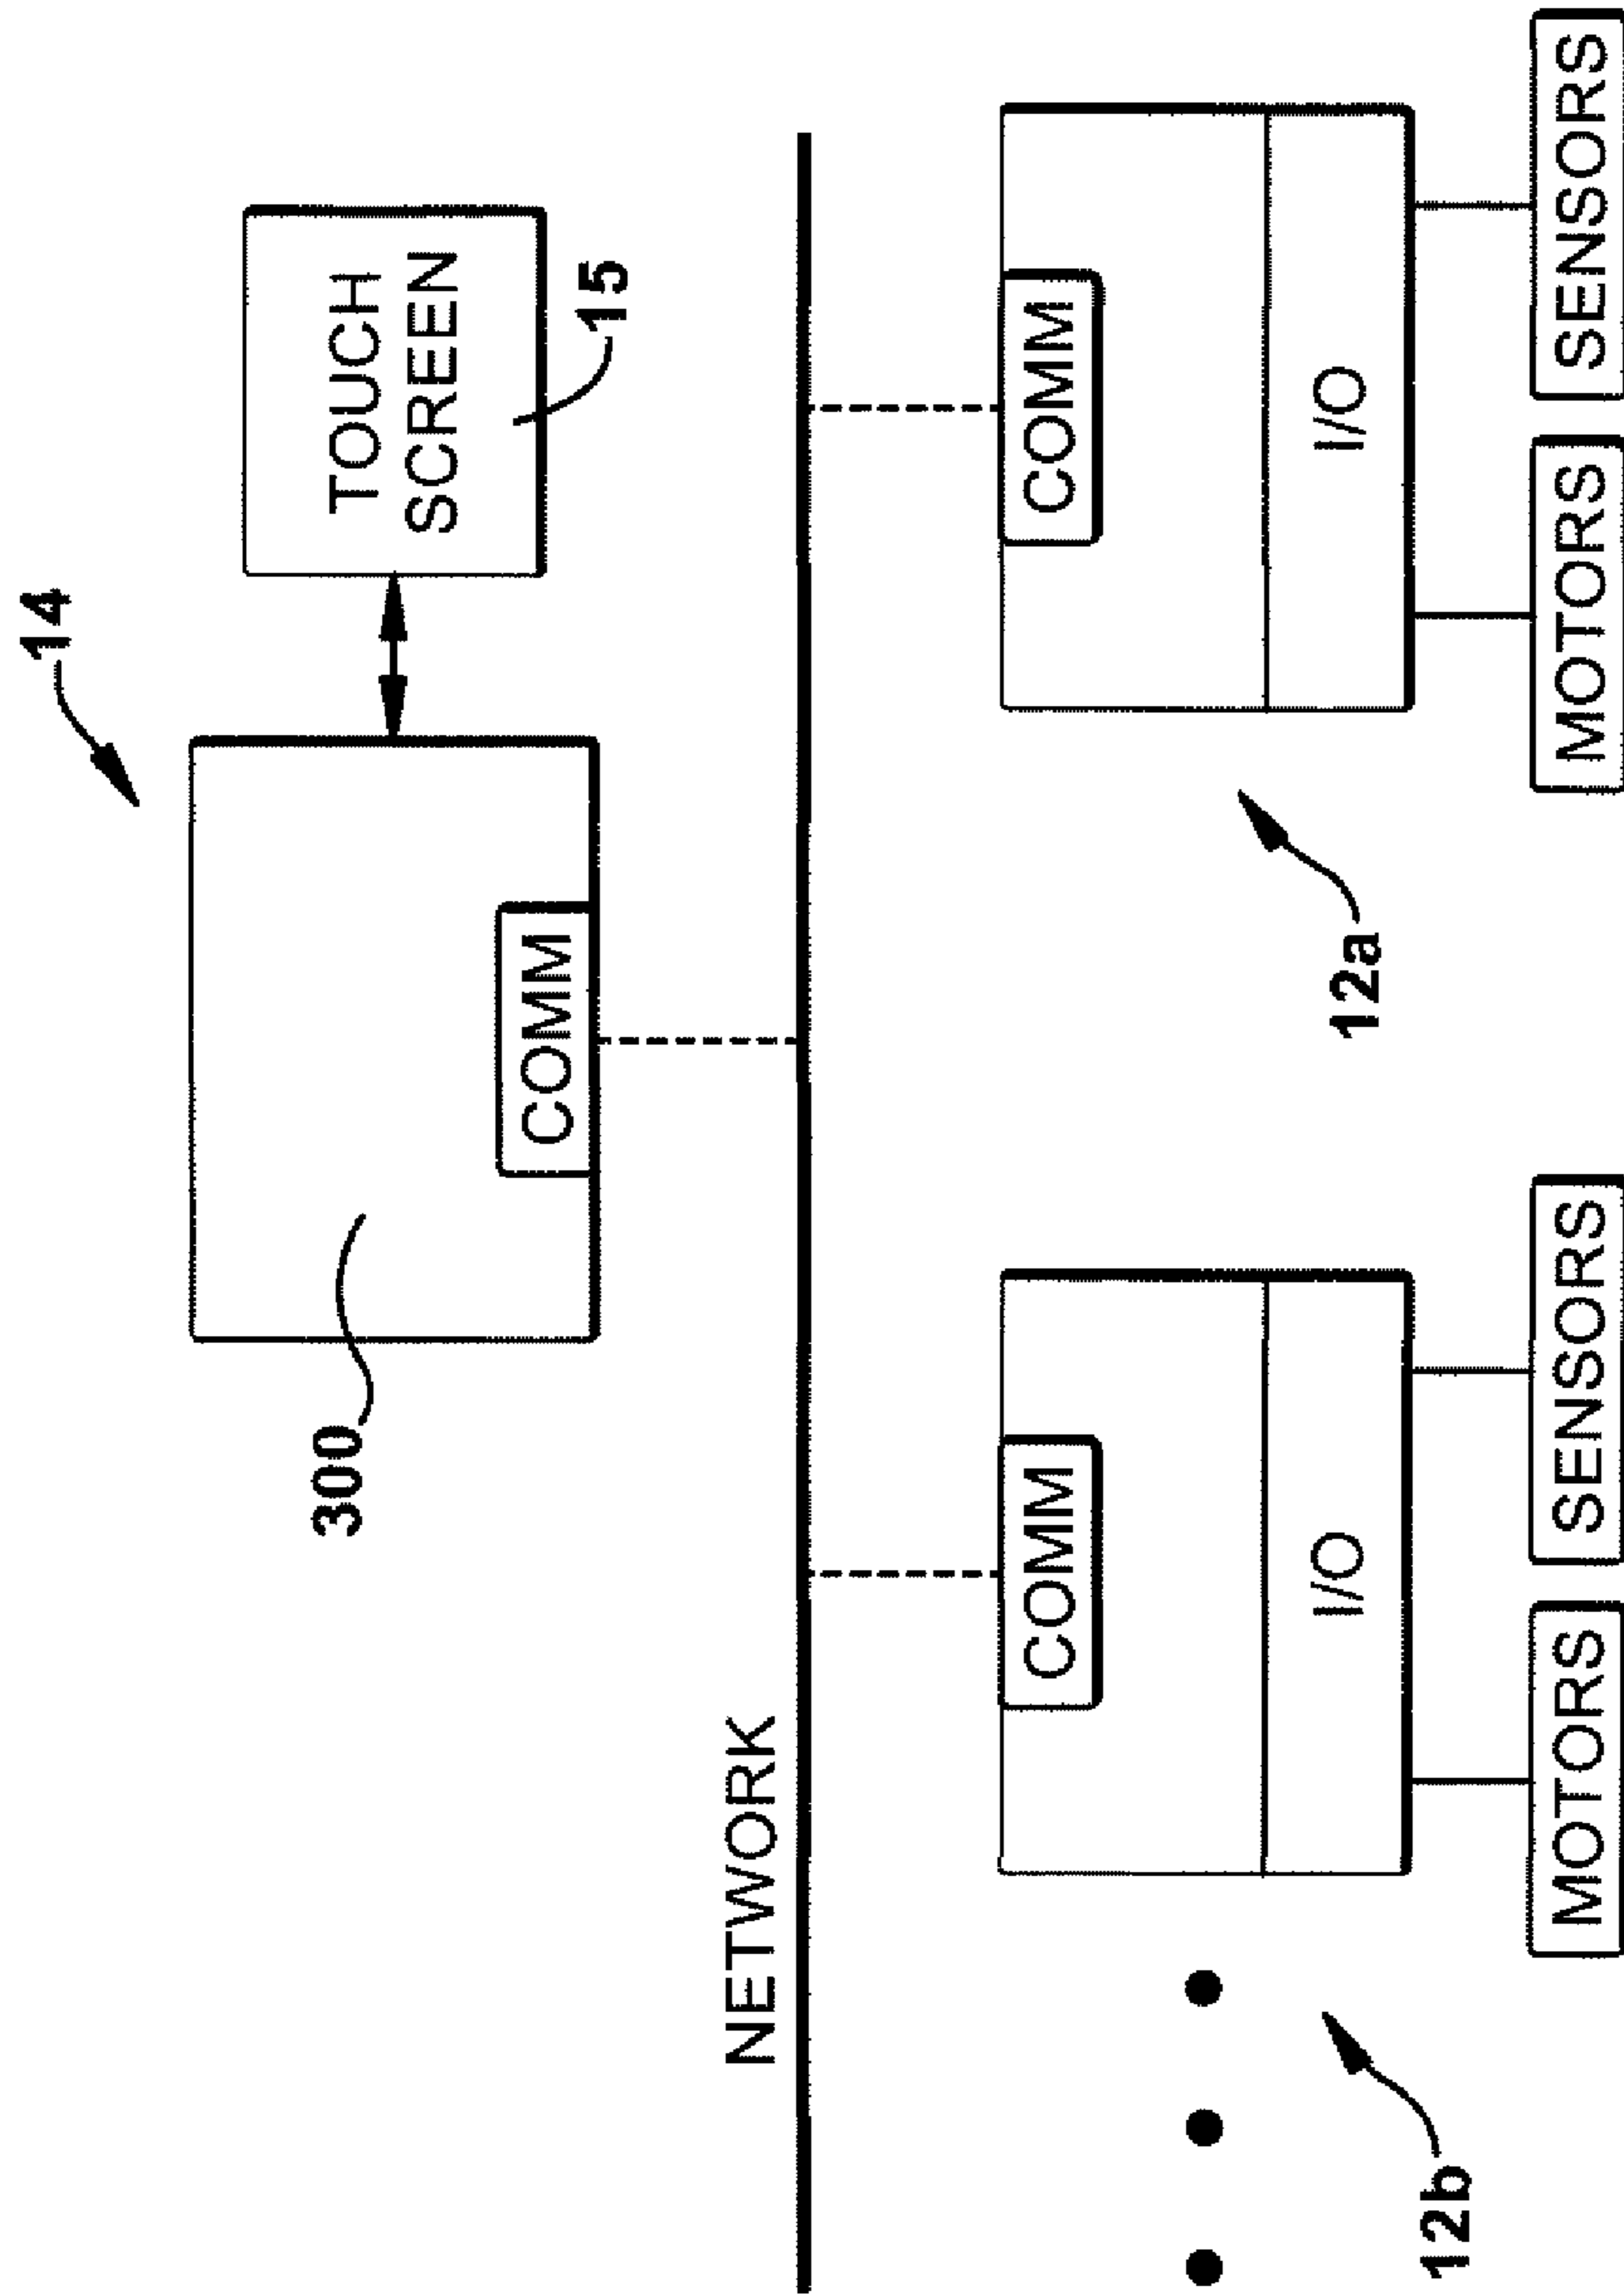 14
TOUCH
SCREEN
15
300
COMM
NETWORK
COMM
I/O
MOTORS
SENSORS
12b
COMM
I/O
MOTORS
SENSORS
12a